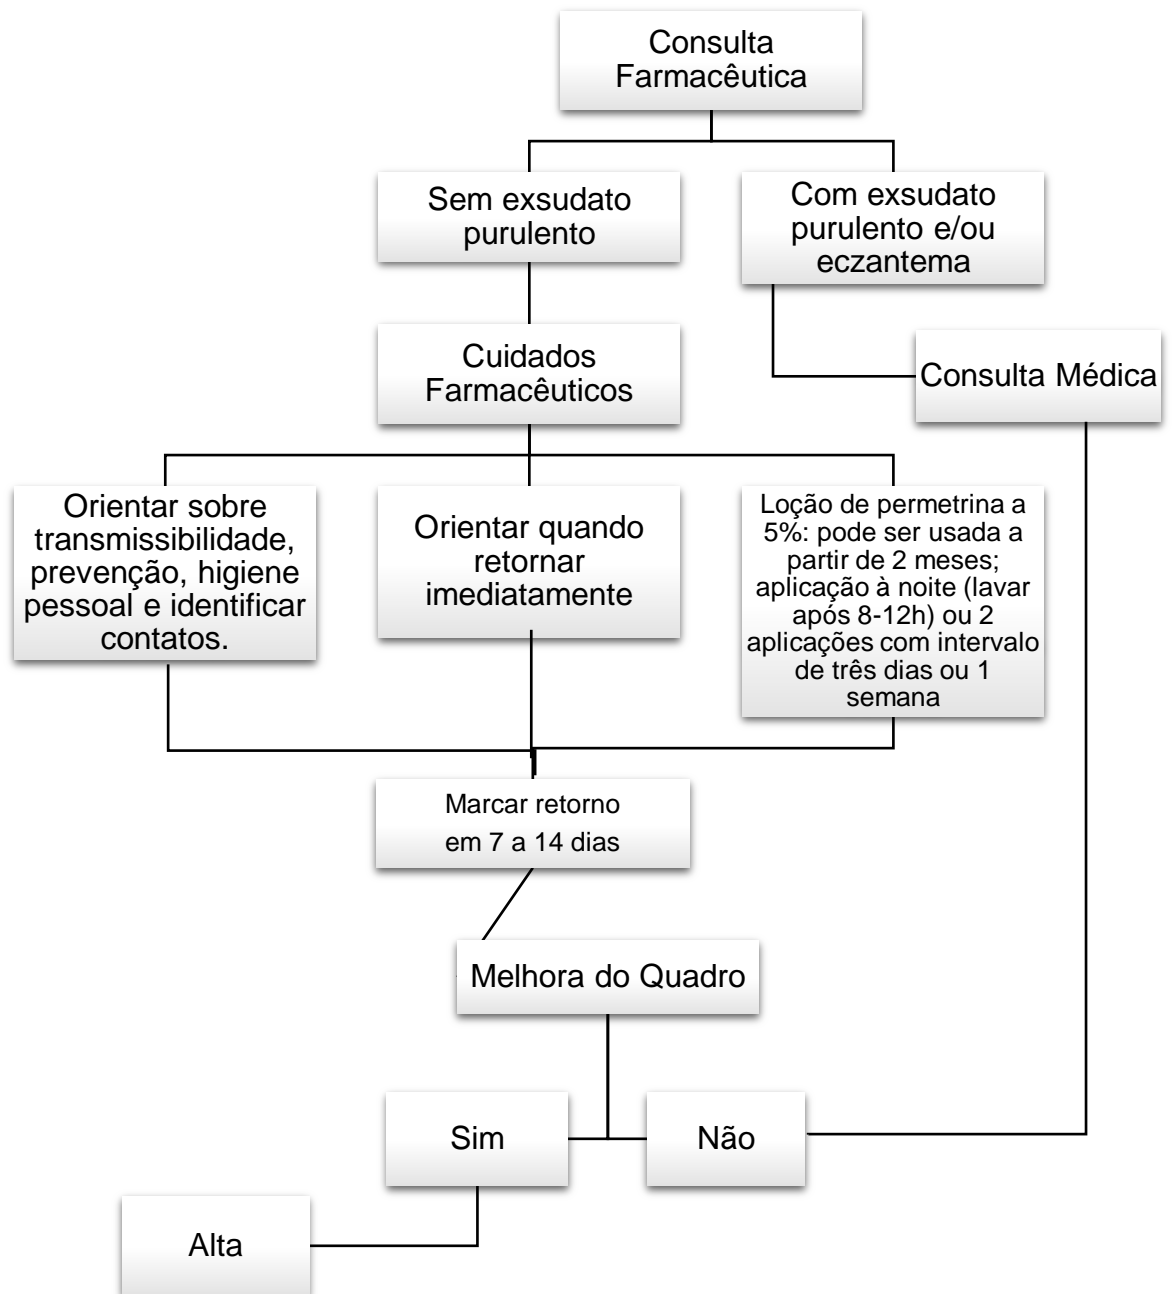 Consulta
Farmacêutica
Sem exsudato
purulento
Com exsudato
purulento e/ou
eczantema
Cuidados
Farmacêuticos
Consulta Médica
Orientar sobre
transmissibilidade,
prevenção, higiene
pessoal e identificar
contatos.
Orientar quando
retornar
imediatamente
Loção de permetrina a
5%: pode ser usada a
partir de 2 meses;
aplicação à noite (lavar
após 8-12h) ou 2
aplicações com intervalo
de três dias ou 1
semana
Marcar retorno
em 7 a 14 dias
Melhora do Quadro
Sim
Não
Alta